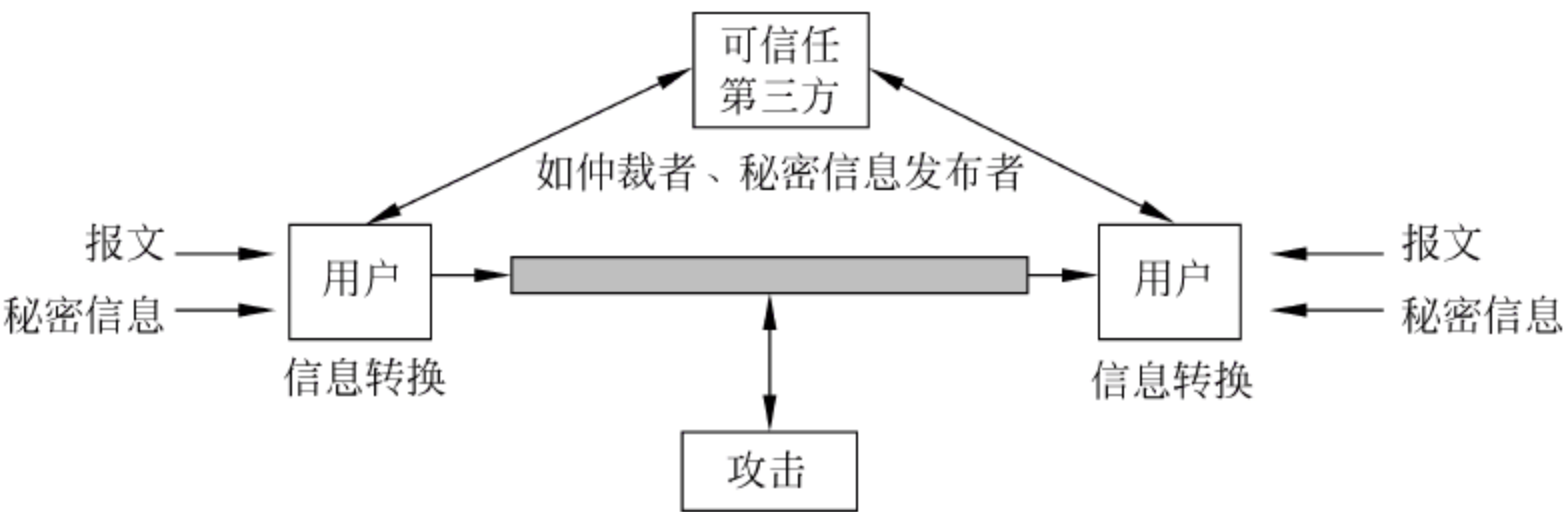 可信任
第三方
如仲裁者、秘密信息发布者
报文
秘密信息
用户
信息转换
用户
信息转换
报文
秘密信息
攻击